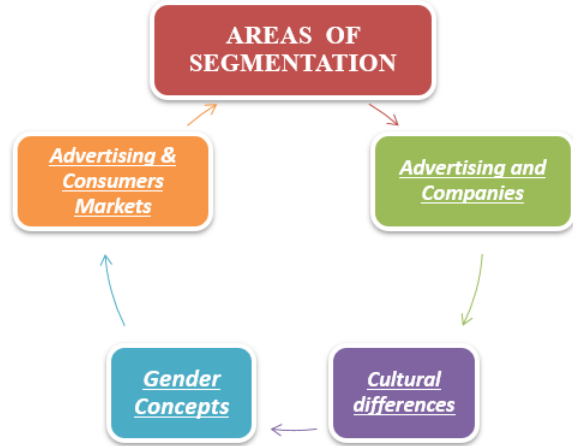 AREAS OF
SEGMENTATION
Advertising &
Consumers
Markets
Advertising and
Companies
Gender
Concepts
Cultural
differences